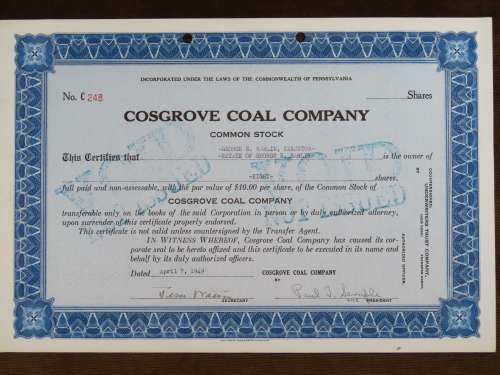 INCORPORATED UNDER THE LAWS OF THE COMMONWEALTH OF PENNSYLVANIA
No. C 248 Shares
COSGROVE COAL COMPANY
COMMON STOCK
This Certifies that is the owner of
-EIGHT- shares,
full paid and non-assessable, with the par value of $10.00 per share, of the Common Stock of
COSGROVE COAL COMPANY
transferable only on the books of the said Corporation in person or by duly authorized attorney,
upon surrender of this certificate properly endorsed.
This certificate is not valid unless countersigned by the Transfer Agent.
IN WITNESS WHEREOF, Cosgrove Coal Company has caused its cor-
porate seal to be hereto affixed and this certificate to be executed in its name and
behalf by its duly authorized officers.
Dated April 7, 1949 COSGROVE COAL COMPANY
SECRETARY
PRESIDENT
COUNTERSIGNED:
AUTHORIZED OFFICER
VOID
VOID